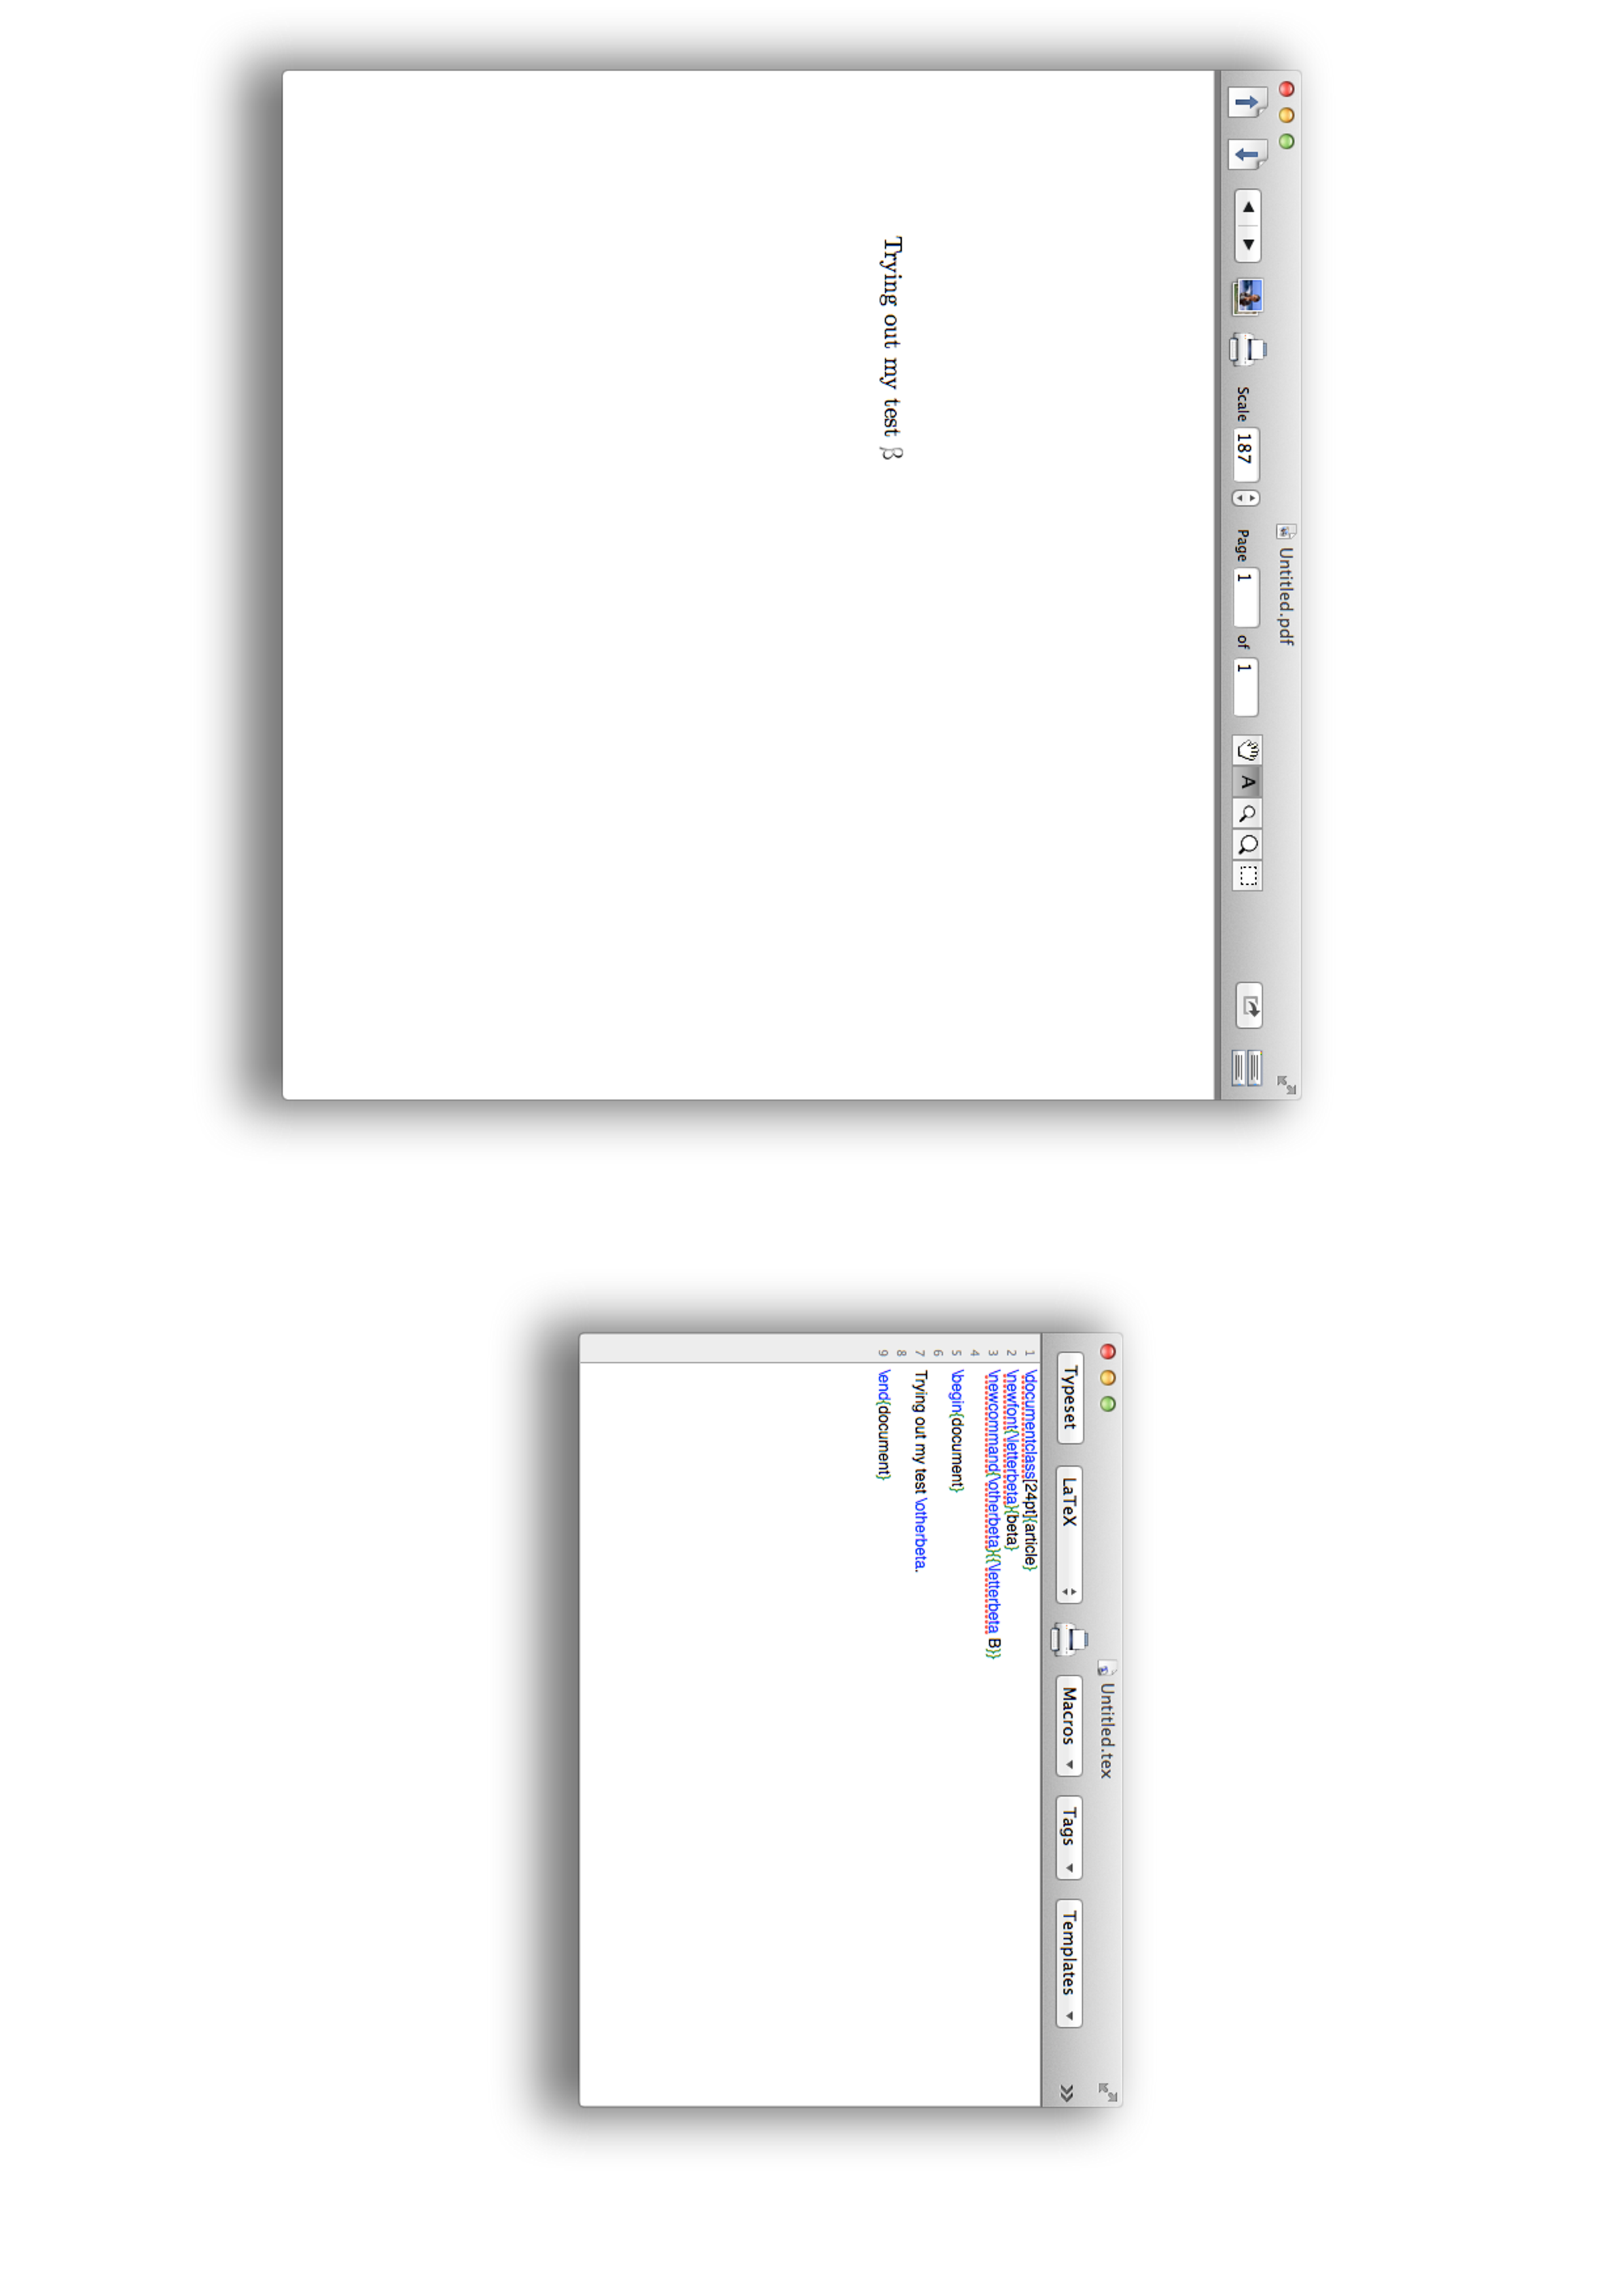 Untitled.pdf
Scale 187 Page 1 of 1 A
Trying out my test β
Untitled.tex
Typeset LaTeX Macros Tags Templates
1 \documentclass[24pt]{article}
2 \newfont{\letterbeta}{beta}
3 \newcommand{\otherbeta}{{\letterbeta B}}
4
5 \begin{document}
6
7 Trying out my test \otherbeta.
8
9 \end{document}